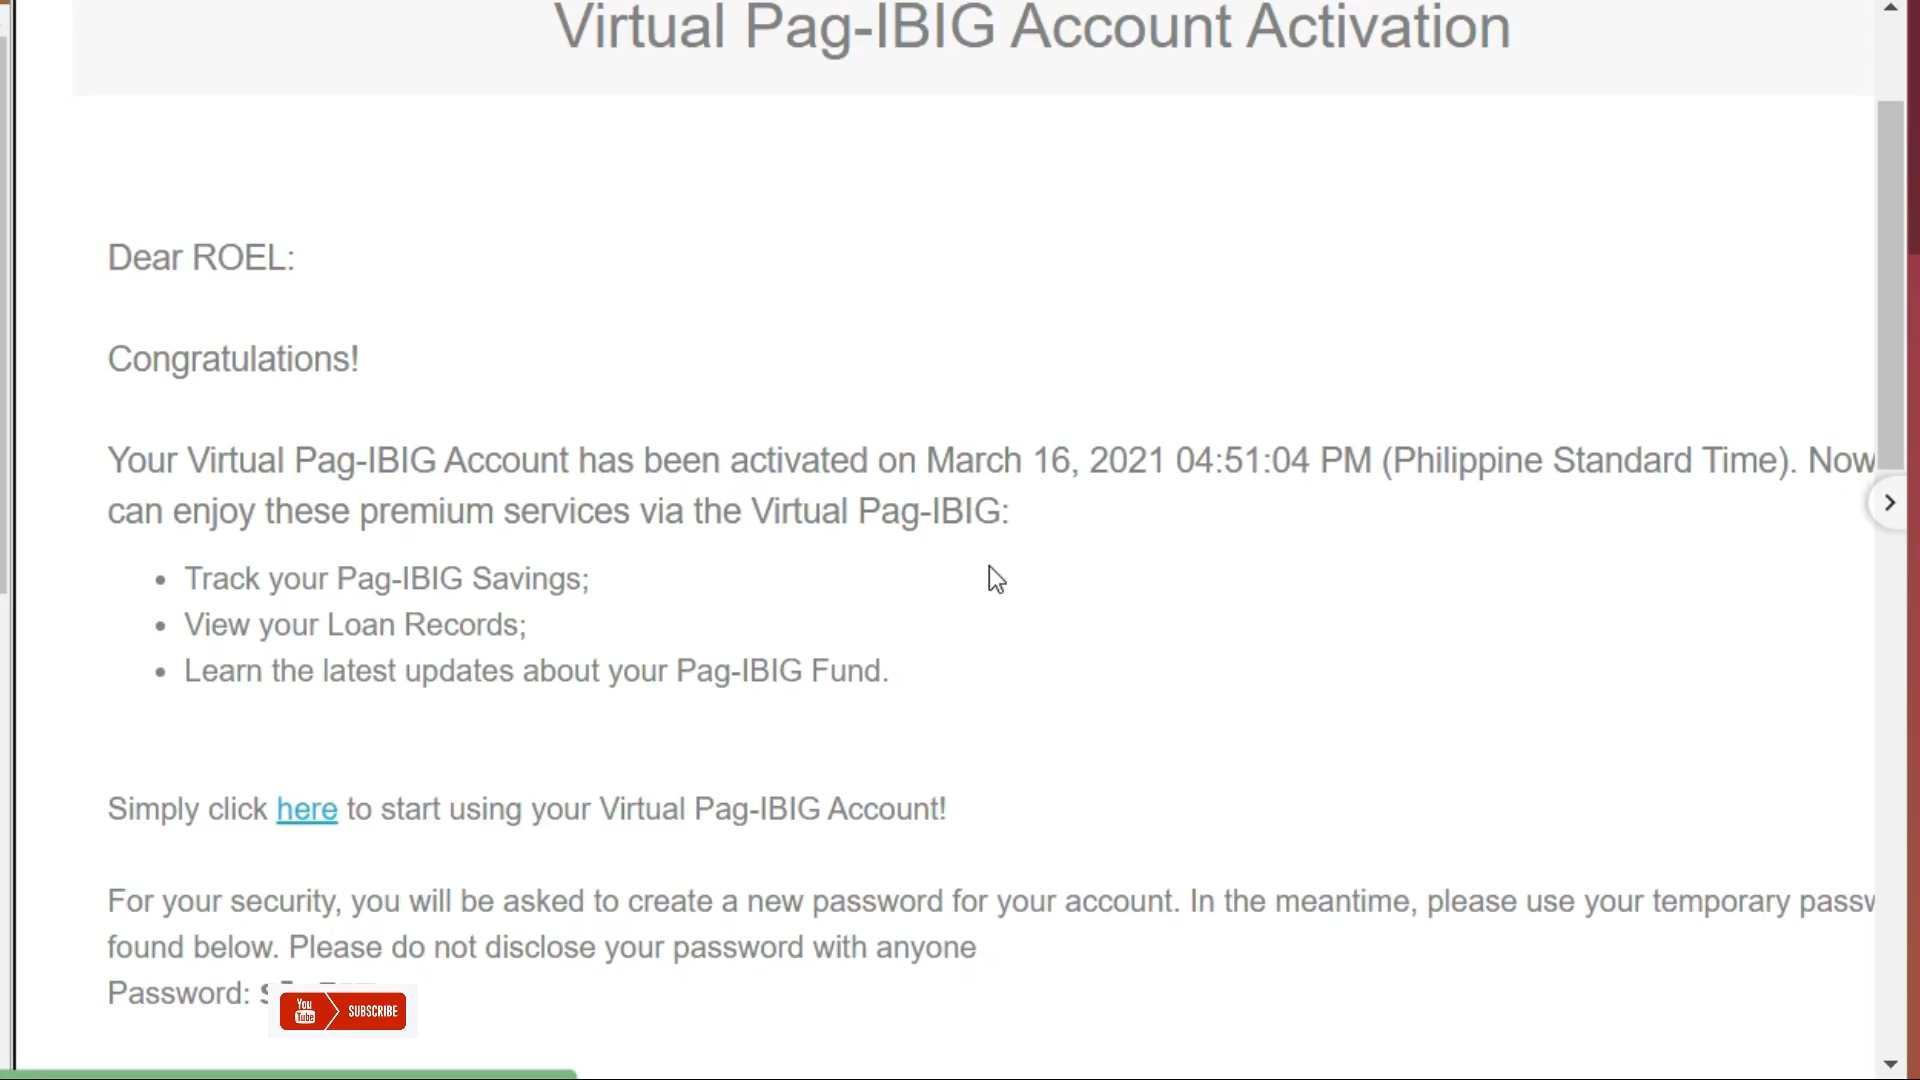 Virtual Pag-IBIG Account Activation
Dear ROEL:
Congratulations!
Your Virtual Pag-IBIG Account has been activated on March 16, 2021 04:51:04 PM (Philippine Standard Time). Now
can enjoy these premium services via the Virtual Pag-IBIG:
• Track your Pag-IBIG Savings;
• View your Loan Records;
• Learn the latest updates about your Pag-IBIG Fund.
Simply click here to start using your Virtual Pag-IBIG Account!
For your security, you will be asked to create a new password for your account. In the meantime, please use your temporary
found below. Please do not disclose your password with anyone
Password:
You Tube SUBSCRIBE